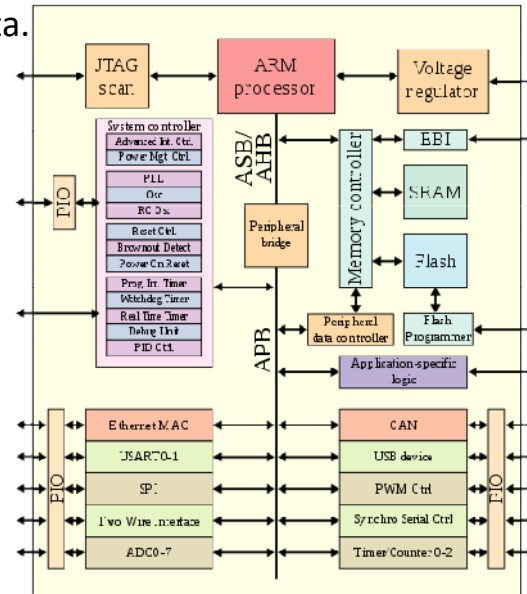 ta.
JTAG
scan
ARM
processor
Voltage
regulator
System controller
Advanced Int. Ctrl.
Power Mgt Ctrl.
PLL
Osc
RC Osc
Reset Ctrl.
Brownout Detect
Power On Reset
Prog Int. Timer
Watchdog Timer
Real Time Timer
Debug Unit
PID Ctrl.
PIO
ASB/
AHB
Peripheral
bridge
APB
Memory controller
EBI
SRAM
Flash
Peripheral
data controller
Flash
Programmer
Application-specific
logic
PIO
Ethernet MAC
USART0-1
SPI
Two Wire Interface
ADC0-7
CAN
USB device
PWM Ctrl
Synchro Serial Ctrl
Timer/Counter 0-2
PIO